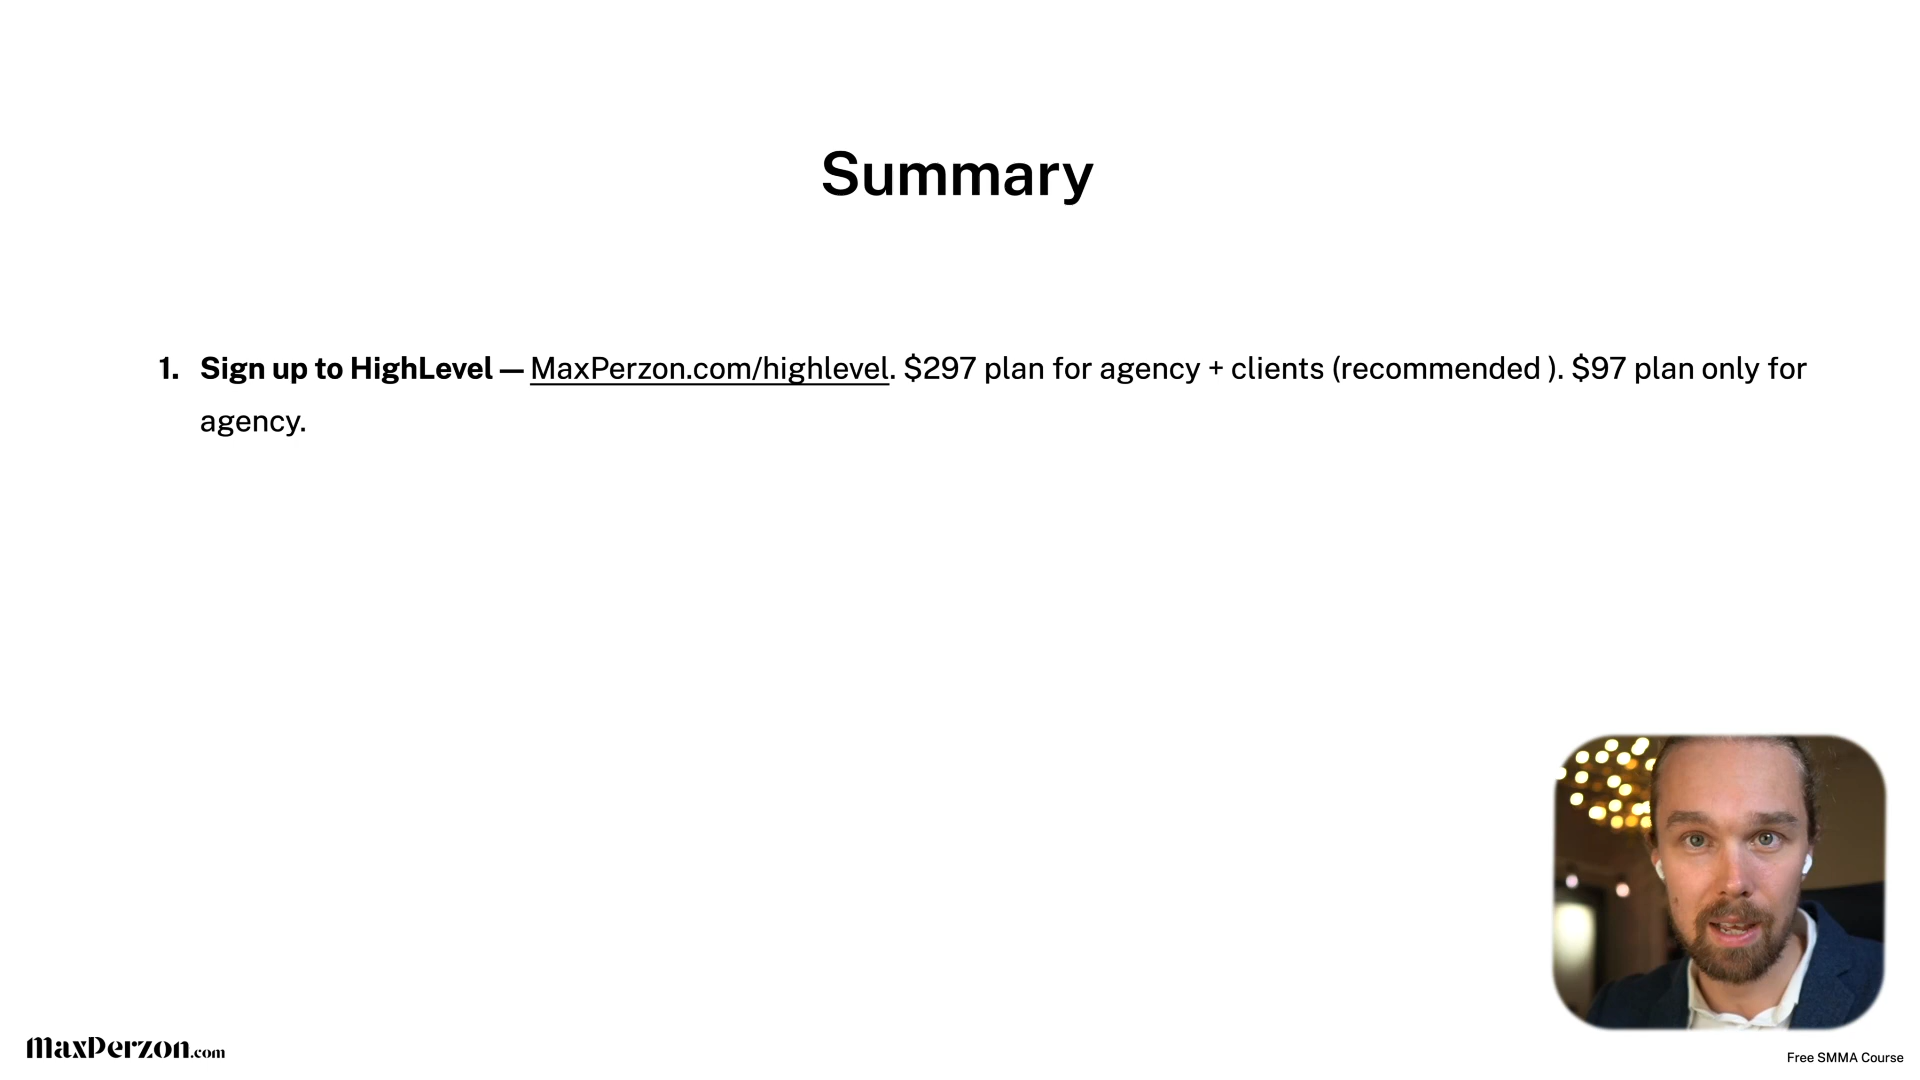 Summary
1. Sign up to HighLevel — MaxPerzon.com/highlevel. $297 plan for agency + clients (recommended ). $97 plan only for
agency.
MaxPerzon.com
Free SMMA Course